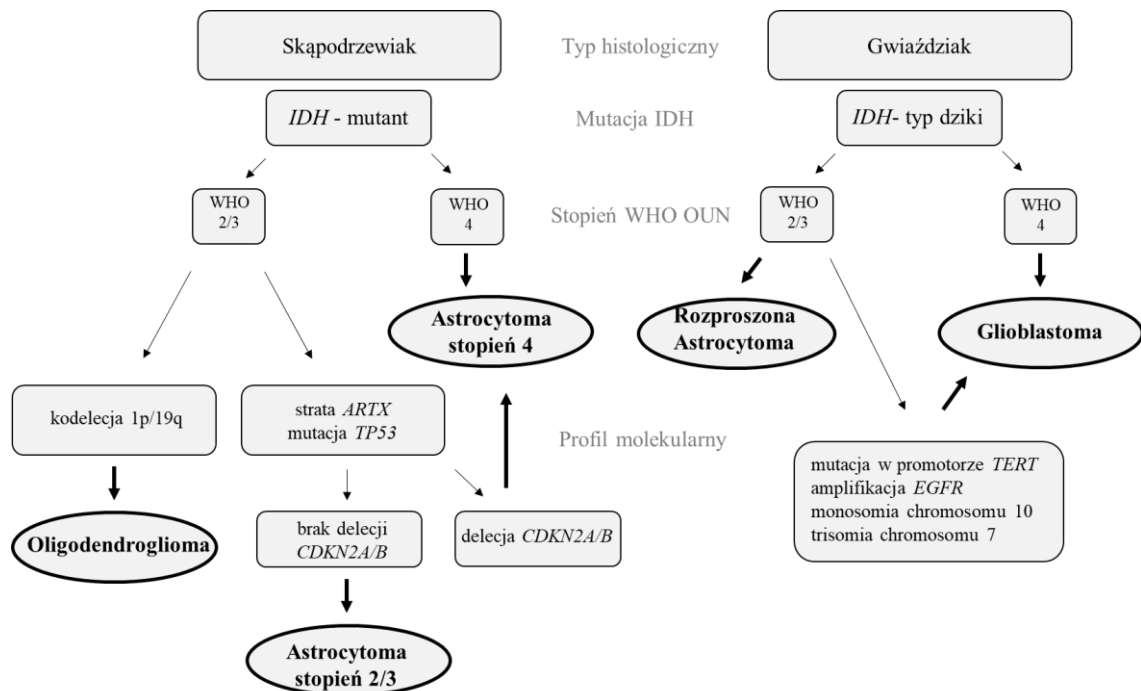 Skąpodrzewiak
Typ histologiczny
Gwiaździak
IDH - mutant
Mutacja IDH
IDH- typ dziki
WHO
2/3
WHO
4
Stopień WHO OUN
WHO
2/3
WHO
4
Astrocytoma
stopień 4
Rozproszona
Astrocytoma
Glioblastoma
kodelecja 1p/19q
strata ARTX
mutacja TP53
Profil molekularny
mutacja w promotorze TERT
amplifikacja EGFR
monosomia chromosomu 10
trisomia chromosomu 7
Oligodendroglioma
brak delecji
CDKN2A/B
delecja CDKN2A/B
Astrocytoma
stopień 2/3